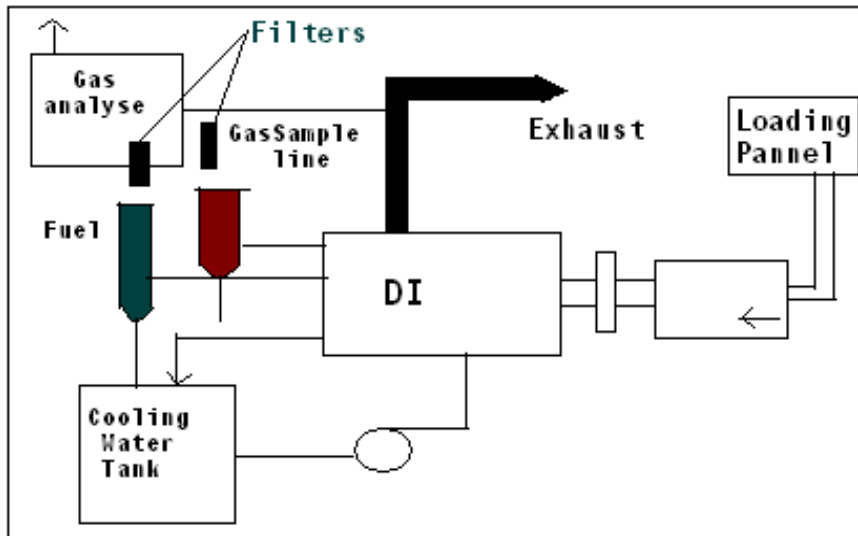 Filters
Gas
analyse
GasSample
line
Exhaust
Loading
Pannel
Fuel
DI
Cooling
Water
Tank